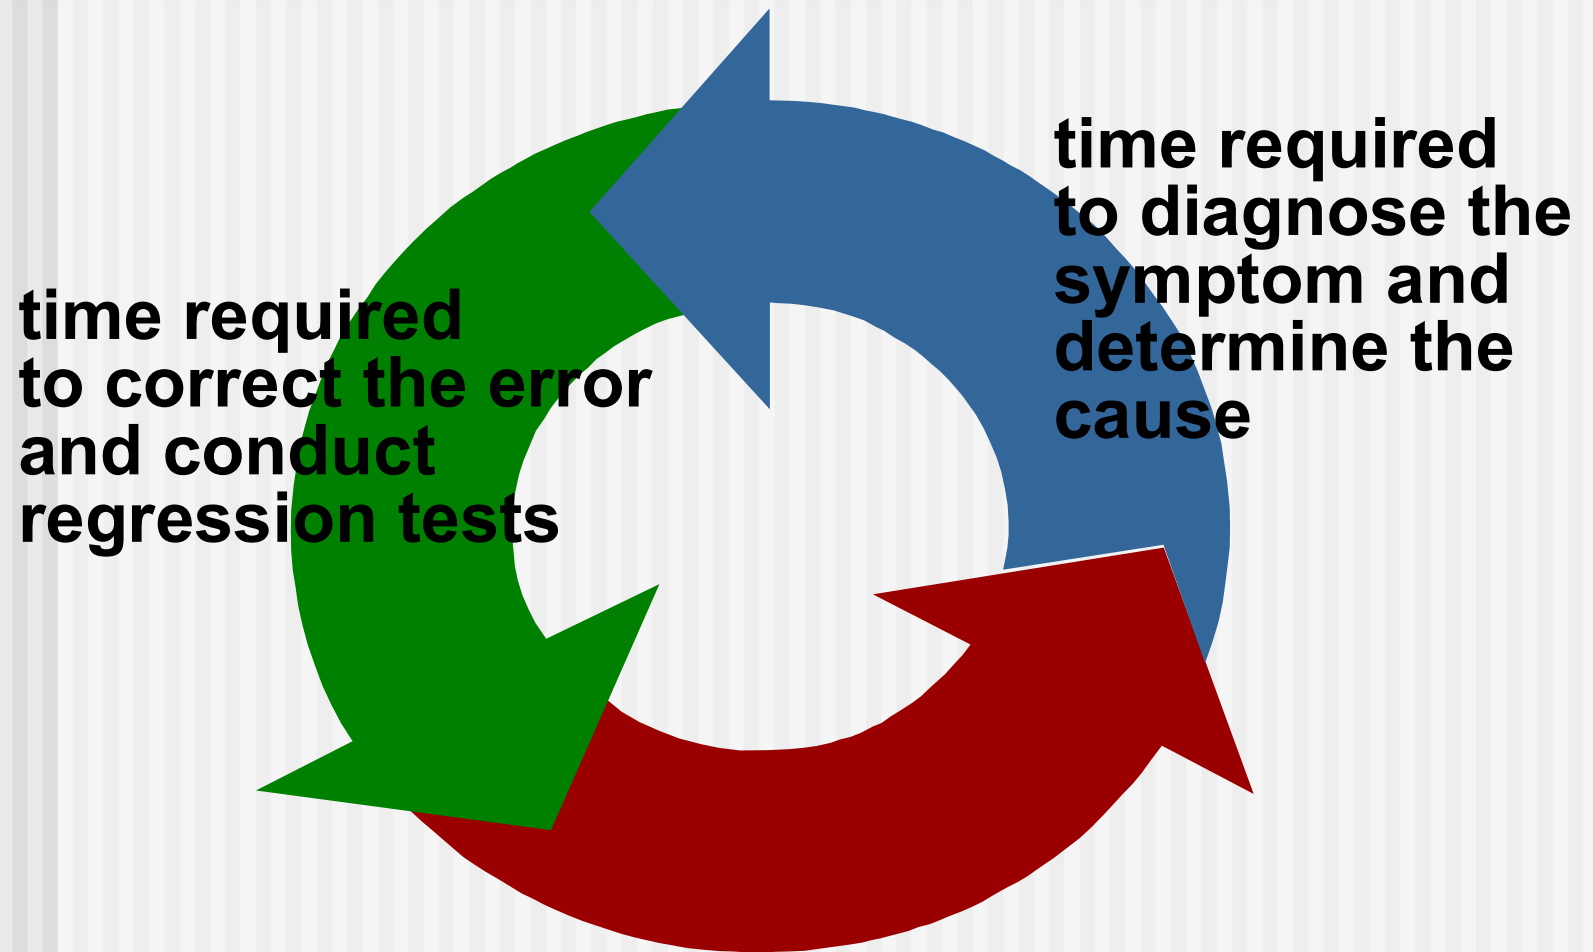 time required
to diagnose the
symptom and
determine the
cause
time required
to correct the error
and conduct
regression tests